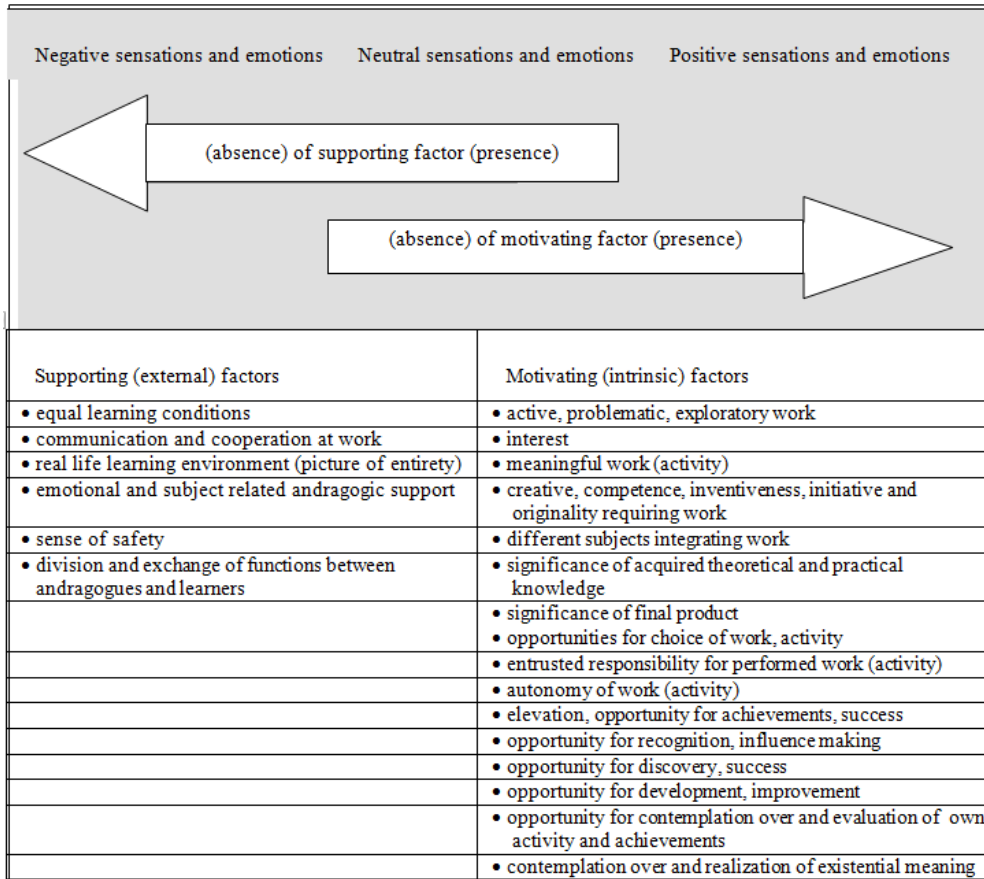 Negative sensations and emotions Neutral sensations and emotions Positive sensations and emotions
(absence) of supporting factor (presence)
(absence) of motivating factor (presence)
Supporting (external) factors Motivating (intrinsic) factors
• equal learning conditions • active, problematic, exploratory work
• communication and cooperation at work • interest
• real life learning environment (picture of entirety) • meaningful work (activity)
• emotional and subject related andragogic support • creative, competence, inventiveness, initiative and
originality requiring work
• sense of safety • different subjects integrating work
• division and exchange of functions between • significance of acquired theoretical and practical
andragogues and learners knowledge
• significance of final product
• opportunities for choice of work, activity
• entrusted responsibility for performed work (activity)
• autonomy of work (activity)
• elevation, opportunity for achievements, success
• opportunity for recognition, influence making
• opportunity for discovery, success
• opportunity for development, improvement
• opportunity for contemplation over and evaluation of own
activity and achievements
• contemplation over and realization of existential meaning